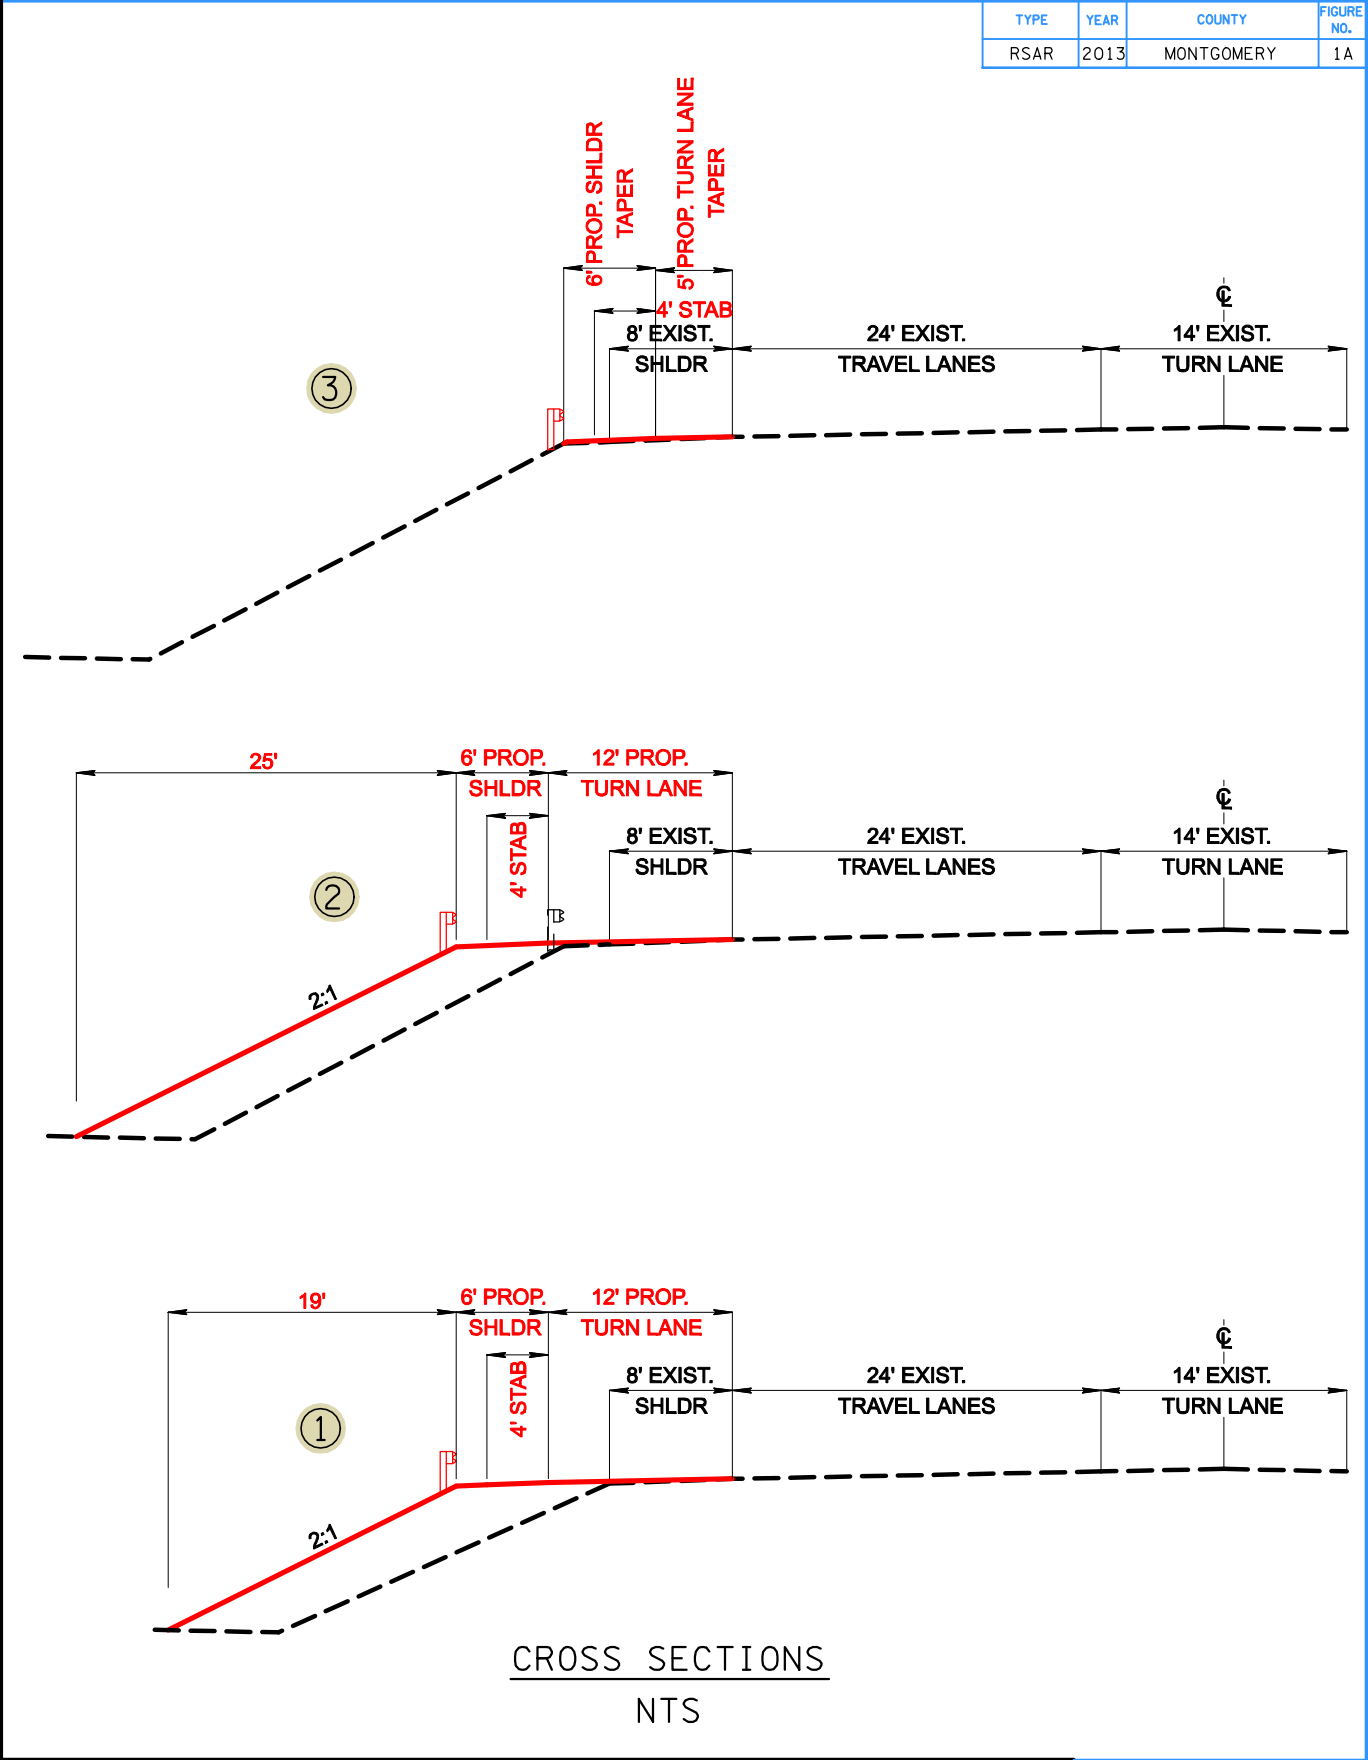 TYPE YEAR COUNTY FIGURE NO.
RSAR 2013 MONTGOMERY 1A
6' PROP. SHLDR
TAPER
5' PROP. TURN LANE
TAPER
4' STAB
8' EXIST.
SHLDR
24' EXIST.
TRAVEL LANES
℄
14' EXIST.
TURN LANE
3
25'
6' PROP.
SHLDR
12' PROP.
TURN LANE
4' STAB
8' EXIST.
SHLDR
24' EXIST.
TRAVEL LANES
℄
14' EXIST.
TURN LANE
2
2:1
19'
6' PROP.
SHLDR
12' PROP.
TURN LANE
4' STAB
8' EXIST.
SHLDR
24' EXIST.
TRAVEL LANES
℄
14' EXIST.
TURN LANE
1
2:1
CROSS SECTIONS
NTS